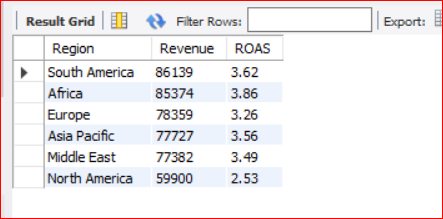 Result Grid Filter Rows: Export:
Region Revenue ROAS
South America 86139 3.62
Africa 85374 3.86
Europe 78359 3.26
Asia Pacific 77727 3.56
Middle East 77382 3.49
North America 59900 2.53